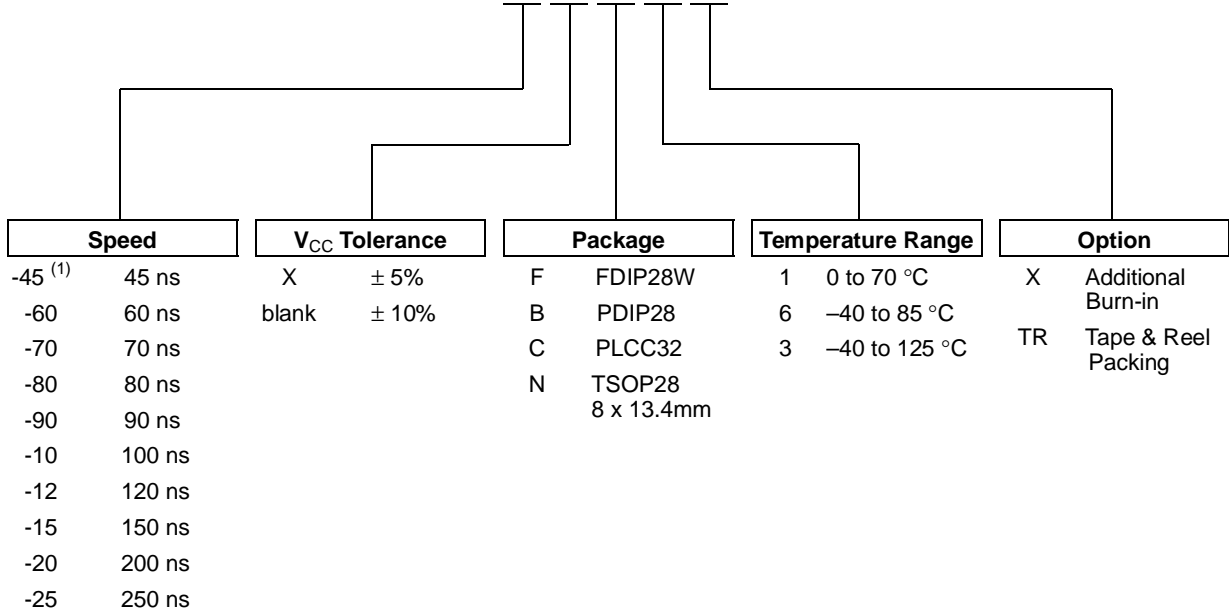 Speed
-45 (1) 45 ns
-60 60 ns
-70 70 ns
-80 80 ns
-90 90 ns
-10 100 ns
-12 120 ns
-15 150 ns
-20 200 ns
-25 250 ns
VCC Tolerance
X ± 5%
blank ± 10%
Package
F FDIP28W
B PDIP28
C PLCC32
N TSOP28
8 x 13.4mm
Temperature Range
1 0 to 70 °C
6 –40 to 85 °C
3 –40 to 125 °C
Option
X Additional
Burn-in
TR Tape & Reel
Packing